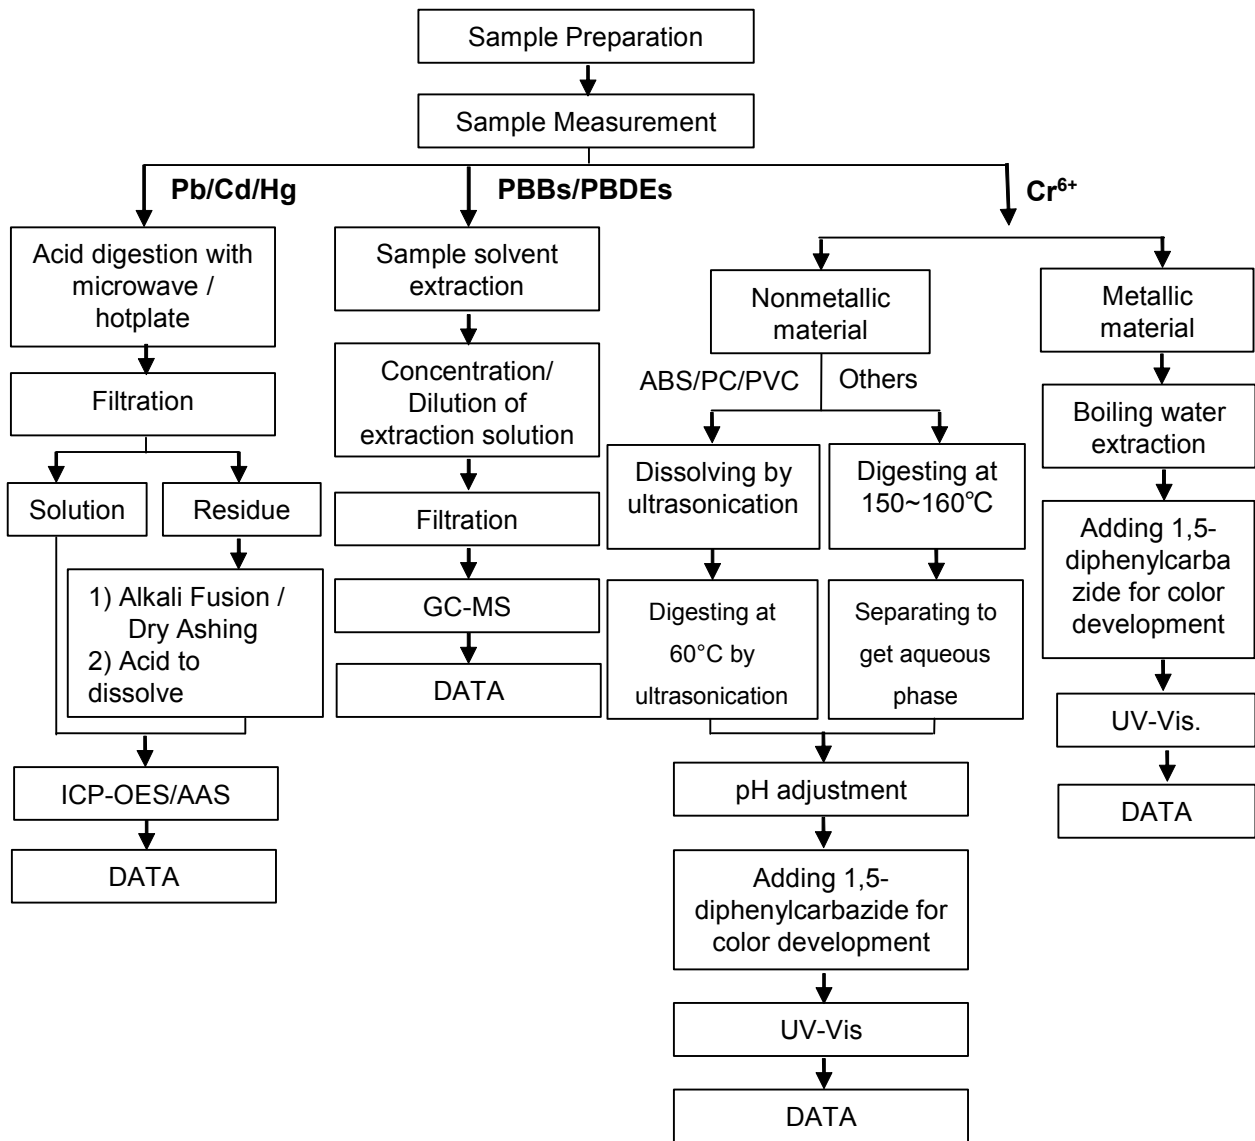 Sample Preparation
Sample Measurement
Pb/Cd/Hg
PBBs/PBDEs
Cr6+
Acid digestion with
microwave /
hotplate
Filtration
Solution
Residue
1) Alkali Fusion /
Dry Ashing
2) Acid to
dissolve
ICP-OES/AAS
DATA
Sample solvent
extraction
Concentration/
Dilution of
extraction solution
Filtration
GC-MS
DATA
Nonmetallic
material
ABS/PC/PVC
Others
Dissolving by
ultrasonication
Digesting at
60°C by
ultrasonication
Digesting at
150~160℃
Separating to
get aqueous
phase
pH adjustment
Adding 1,5-
diphenylcarbazide for
color development
UV-Vis
DATA
Metallic
material
Boiling water
extraction
Adding 1,5-
diphenylcarba
zide for color
development
UV-Vis.
DATA